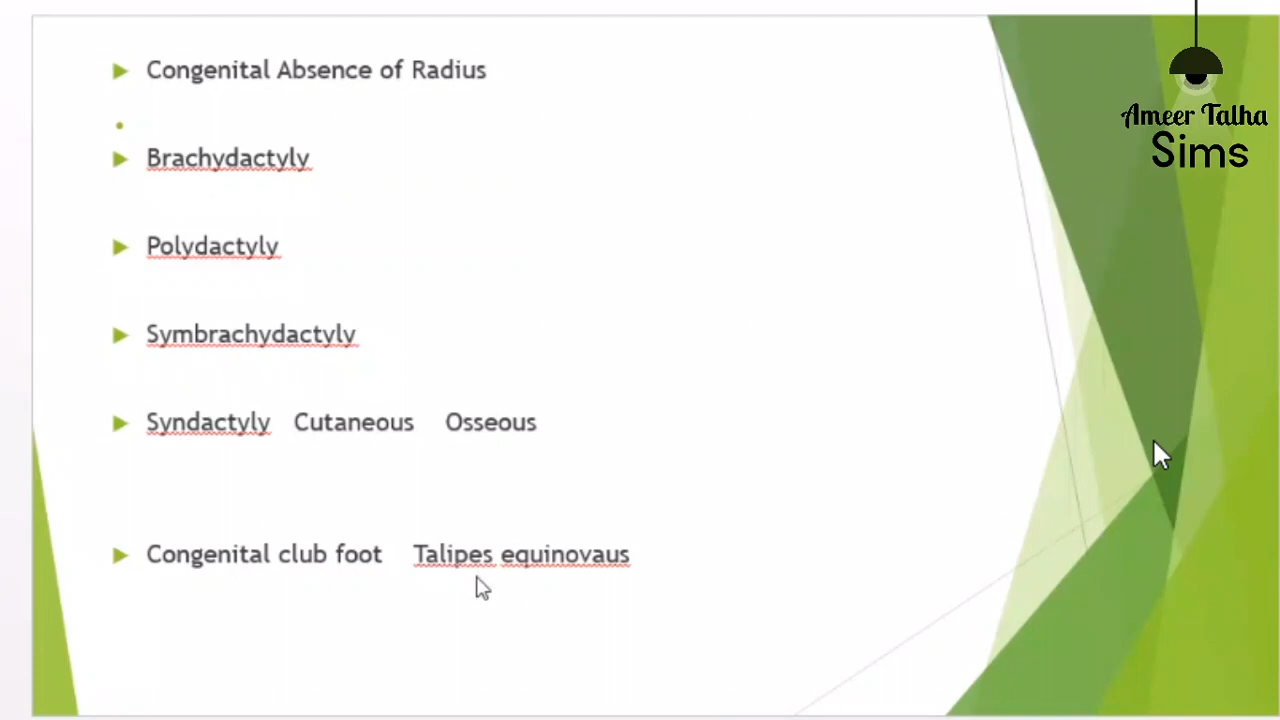 Congenital Absence of Radius
Brachydactyly
Polydactyly
Symbrachydactyly
Syndactyly Cutaneous Osseous
Congenital club foot Talipes equinovaus
Ameer Talha
Sims